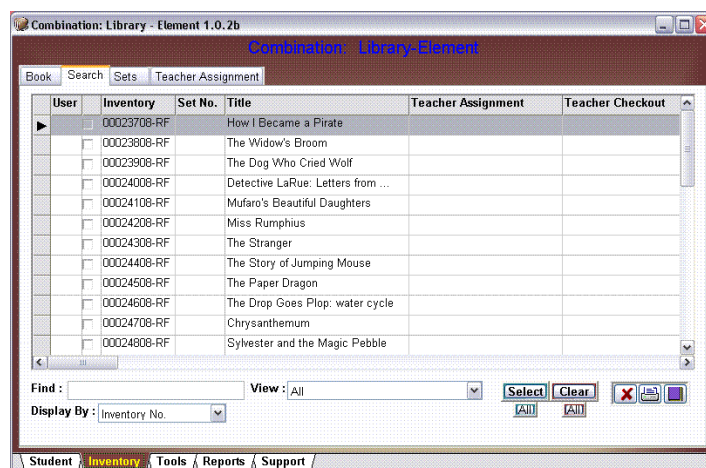 Combination: Library - Element 1.0.2b
Combination: Library-Element
Book Search Sets Teacher Assignment
User Inventory Set No. Title Teacher Assignment Teacher Checkout
00023708-RF How I Became a Pirate
00023808-RF The Widow's Broom
00023908-RF The Dog Who Cried Wolf
00024008-RF Detective LaRue: Letters from ...
00024108-RF Mufaro's Beautiful Daughters
00024208-RF Miss Rumphius
00024308-RF The Stranger
00024408-RF The Story of Jumping Mouse
00024508-RF The Paper Dragon
00024608-RF The Drop Goes Plop: water cycle
00024708-RF Chrysanthemum
00024808-RF Sylvester and the Magic Pebble
Find : View : All Select Clear
Display By : Inventory No. [All] [All]
Student Inventory Tools Reports Support